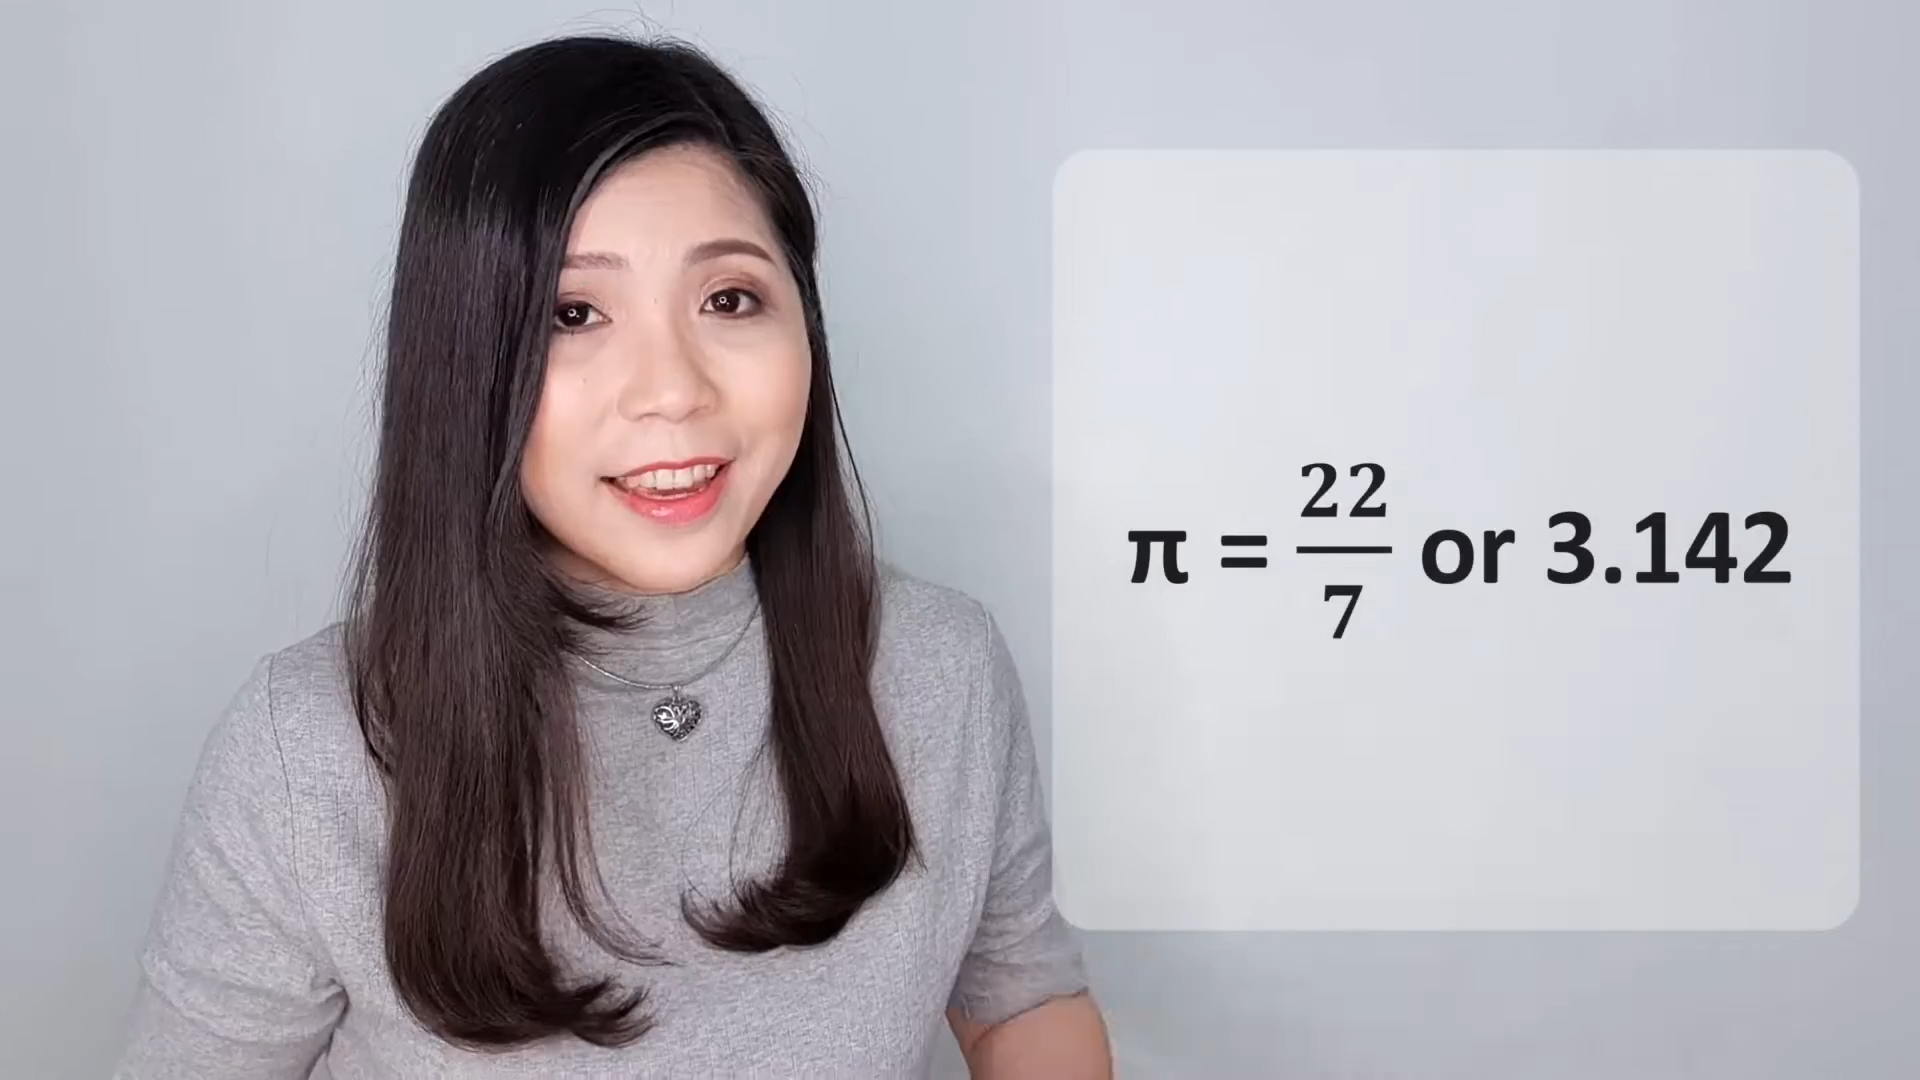 π = 22/7 or 3.142